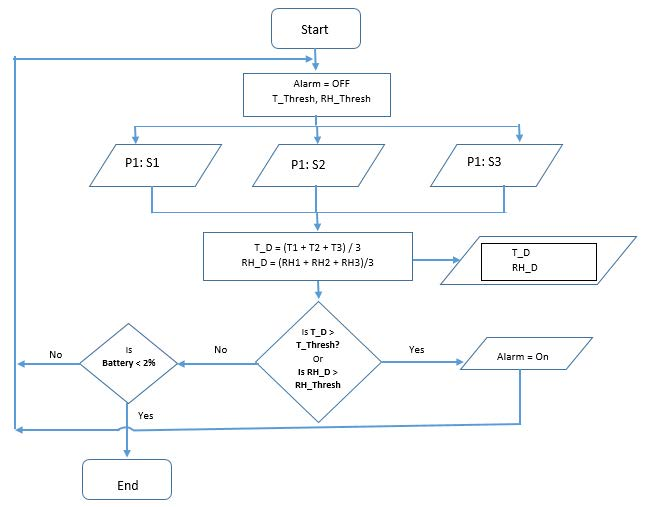 Start
Alarm = OFF
T_Thresh, RH_Thresh
P1: S1
P1: S2
P1: S3
T_D = (T1 + T2 + T3) / 3
RH_D = (RH1 + RH2 + RH3)/3
T_D
RH_D
Is T_D >
T_Thresh?
Or
Is RH_D >
RH_Thresh
Yes
Alarm = On
No
Is
Battery < 2%
No
Yes
End